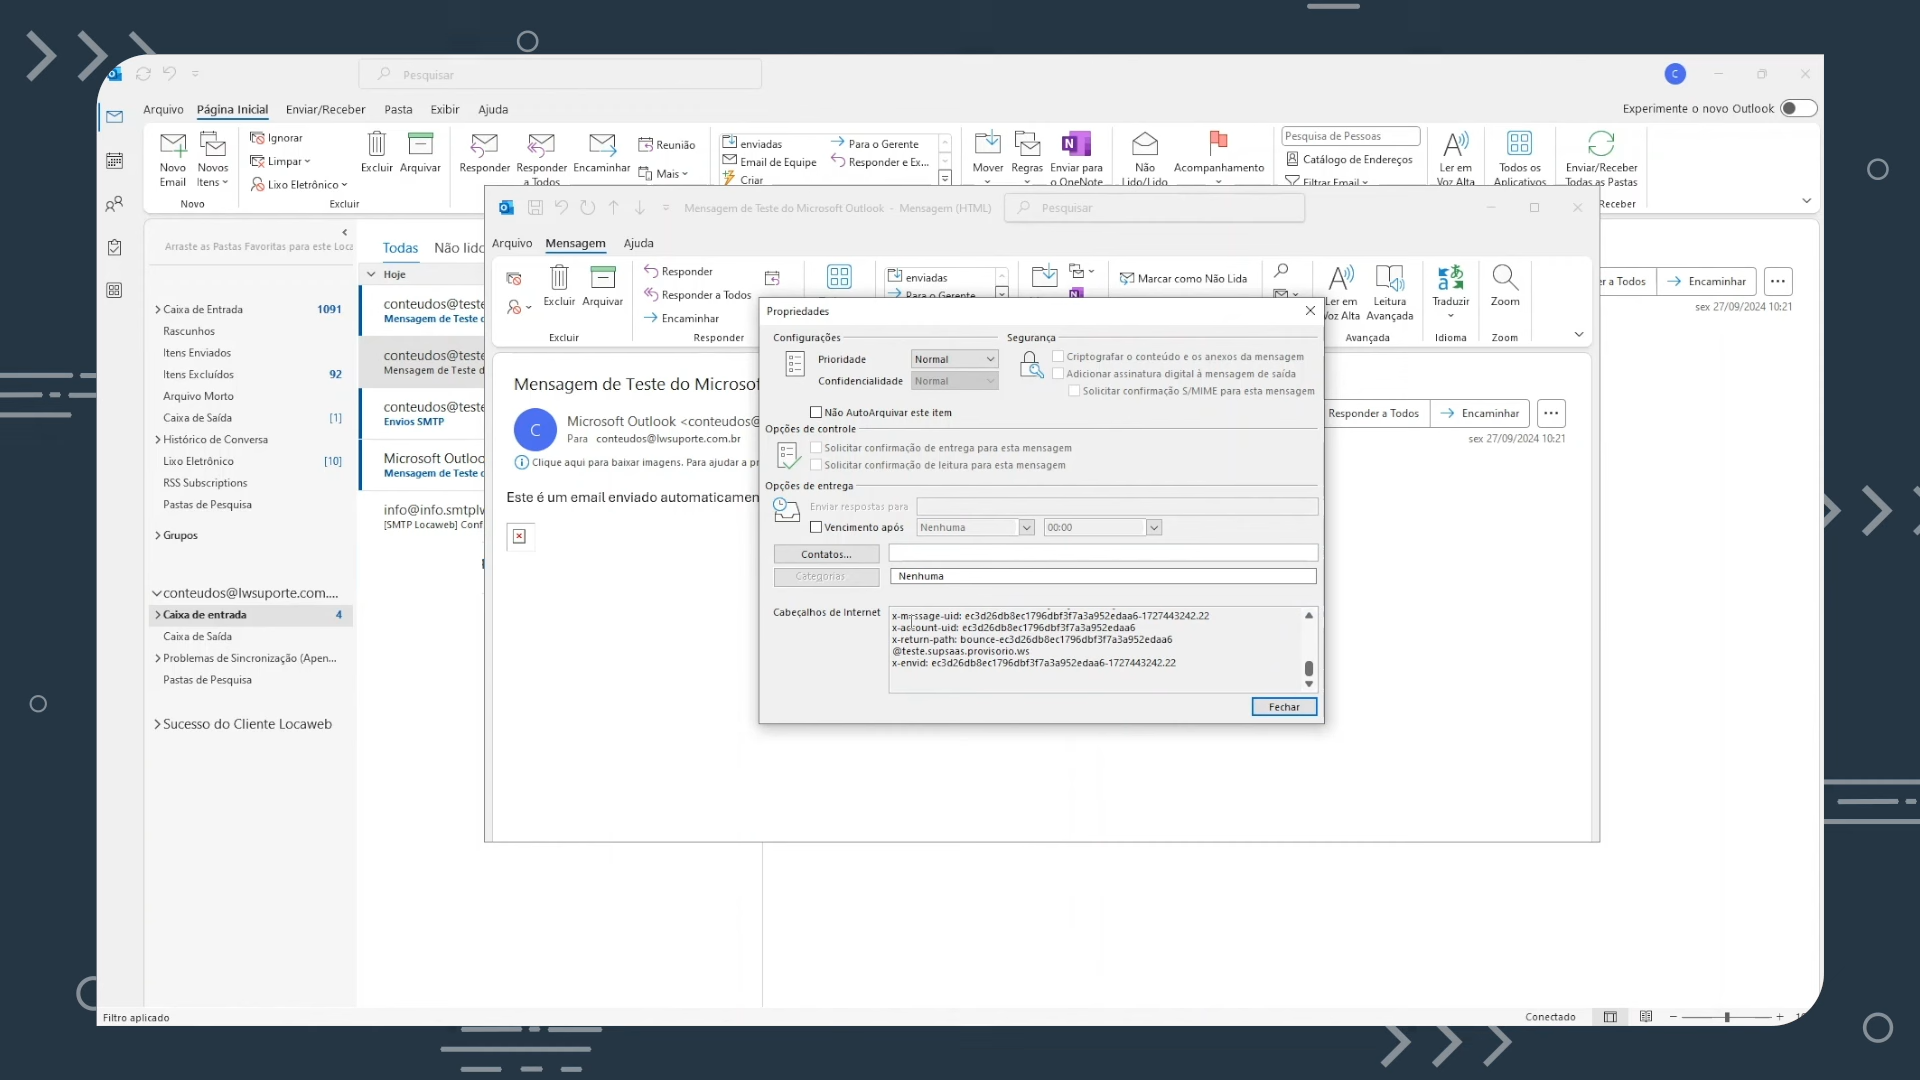 Pesquisar
C
Arquivo
Página Inicial
Enviar/Receber
Pasta
Exibir
Ajuda
Experimente o novo Outlook
Novo
Email
Novos
Itens
Novo
Ignorar
Limpar
Lixo Eletrônico
Excluir
Arquivar
Excluir
Responder
Responder
a Todos
Encaminhar
Reunião
Mais
enviadas
Email de Equipe
Criar
Para o Gerente
Responder e Ex...
Mover
Regras
Enviar para
o OneNote
Não
Lido/Lido
Acompanhamento
Pesquisa de Pessoas
Catálogo de Endereços
Filtrar Email
Ler em
Voz Alta
Todos os
Aplicativos
Enviar/Receber
Todas as Pastas
Receber
Arraste as Pastas Favoritas para este Loca
Caixa de Entrada 1091
Rascunhos
Itens Enviados
Itens Excluídos 92
Arquivo Morto
Caixa de Saída [1]
Histórico de Conversa
Lixo Eletrônico [10]
RSS Subscriptions
Pastas de Pesquisa
Grupos
conteudos@lwsuporte.com....
Caixa de entrada 4
Caixa de Saída
Problemas de Sincronização (Apen...
Pastas de Pesquisa
Sucesso do Cliente Locaweb
Todas
Não lido
Hoje
conteudos@teste
Mensagem de Teste d
conteudos@teste
Mensagem de Teste d
conteudos@teste
Envios SMTP
Microsoft Outloo
Mensagem de Teste d
info@info.smtplv
[SMTP Locaweb] Conf
Mensagem de Teste do Microsoft Outlook - Mensagem (HTML)
Pesquisar
Arquivo
Mensagem
Ajuda
Excluir
Arquivar
Excluir
Responder
Responder a Todos
Encaminhar
Responder
enviadas
Para o Gerente
Marcar como Não Lida
Ler em
Voz Alta
Leitura
Avançada
Avançada
Traduzir
Idioma
Zoom
Zoom
er a Todos
Encaminhar
sex 27/09/2024 10:21
Mensagem de Teste do Microsof
C
Microsoft Outlook <conteudos@
Para conteudos@lwsuporte.com.br
Clique aqui para baixar imagens. Para ajudar a pr
Este é um email enviado automaticamen
Responder a Todos
Encaminhar
sex 27/09/2024 10:21
Propriedades
Configurações
Prioridade
Normal
Confidencialidade
Normal
Não AutoArquivar este item
Segurança
Criptografar o conteúdo e os anexos da mensagem
Adicionar assinatura digital à mensagem de saída
Solicitar confirmação S/MIME para esta mensagem
Opções de controle
Solicitar confirmação de entrega para esta mensagem
Solicitar confirmação de leitura para esta mensagem
Opções de entrega
Enviar respostas para
Vencimento após
Nenhuma
00:00
Contatos...
Categorias
Nenhuma
Cabeçalhos de Internet
x-message-uid: ec3d26db8ec1796dbf3f7a3a952edaa6-1727443242.22
x-account-uid: ec3d26db8ec1796dbf3f7a3a952edaa6
x-return-path: bounce-ec3d26db8ec1796dbf3f7a3a952edaa6
@teste.supsaas.provisorio.ws
x-envid: ec3d26db8ec1796dbf3f7a3a952edaa6-1727443242.22
Fechar
Filtro aplicado
Conectado